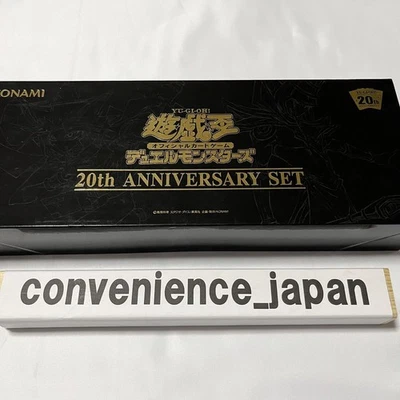 KONAMI
20th
YU-GI-OH!
遊戯王
オフィシャルカードゲーム
デュエルモンスターズ
20th ANNIVERSARY SET
convenience_japan